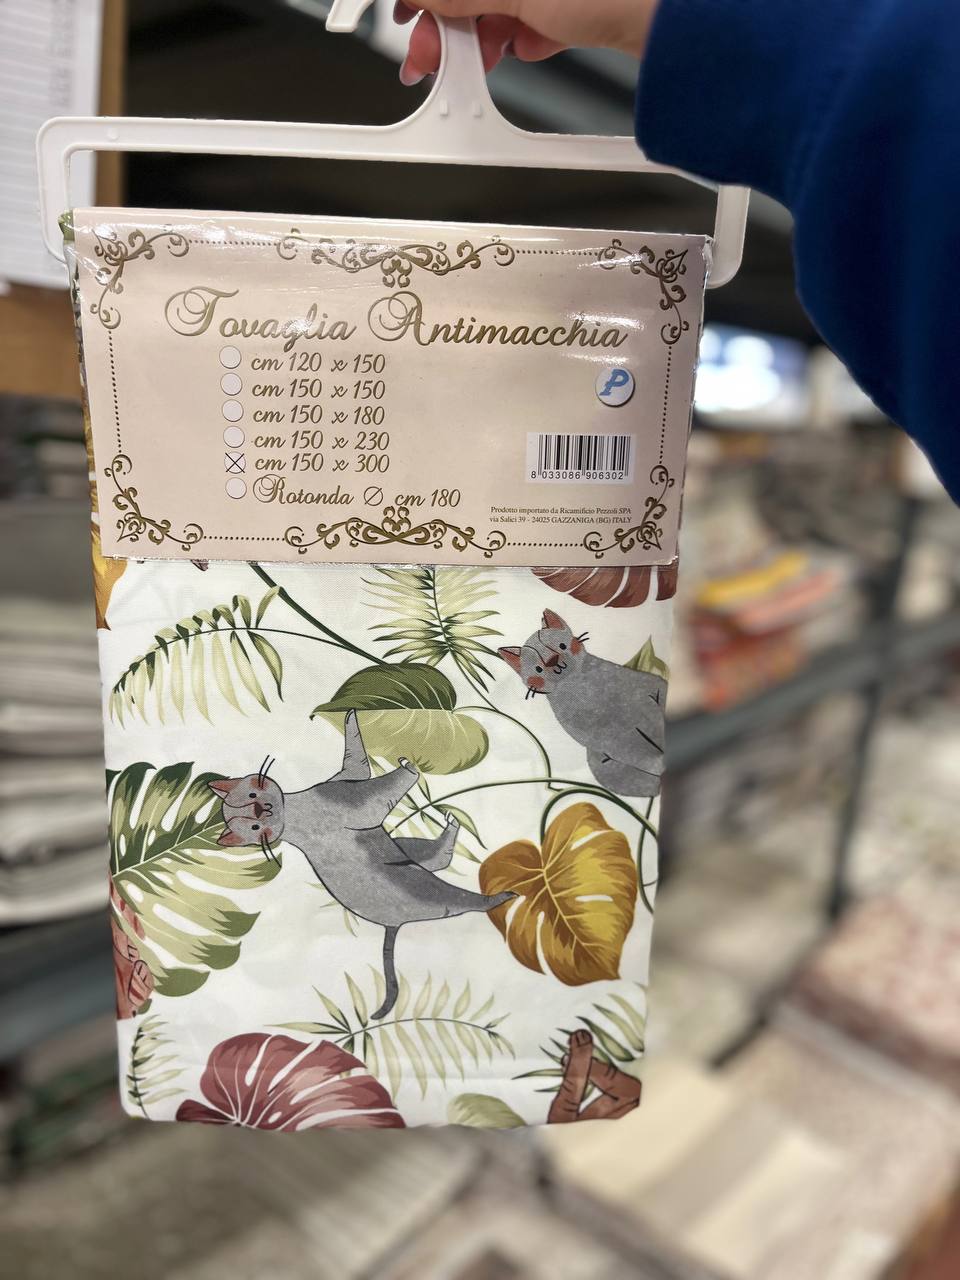 Tovaglia Antimacchia
cm 120 x 150
cm 150 x 150
cm 150 x 180
cm 150 x 230
cm 150 x 300
Rotonda Ø cm 180
P
8 033086 906302
Prodotto importato da Ricamificio Pezzoli SPA
via Salici 39 - 24025 GAZZANIGA (BG) ITALY